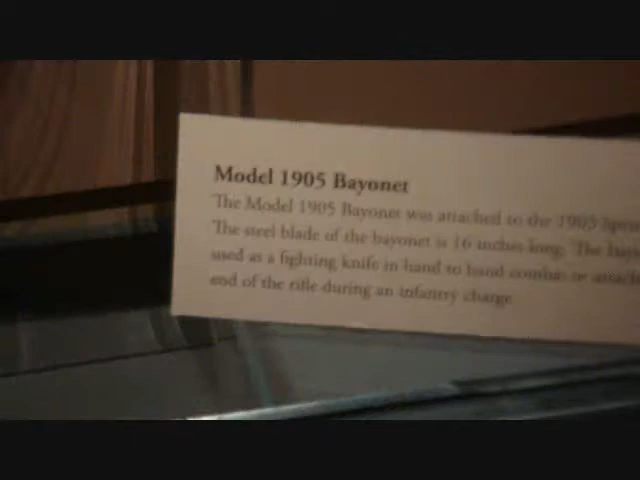 Model 1905 Bayonet
The Model 1905 Bayonet was attached to the 1903
The steel blade of the bayonet is 16 inches long. The
used as a fighting knife in hand to hand combat or
end of the rifle during an infantry charge